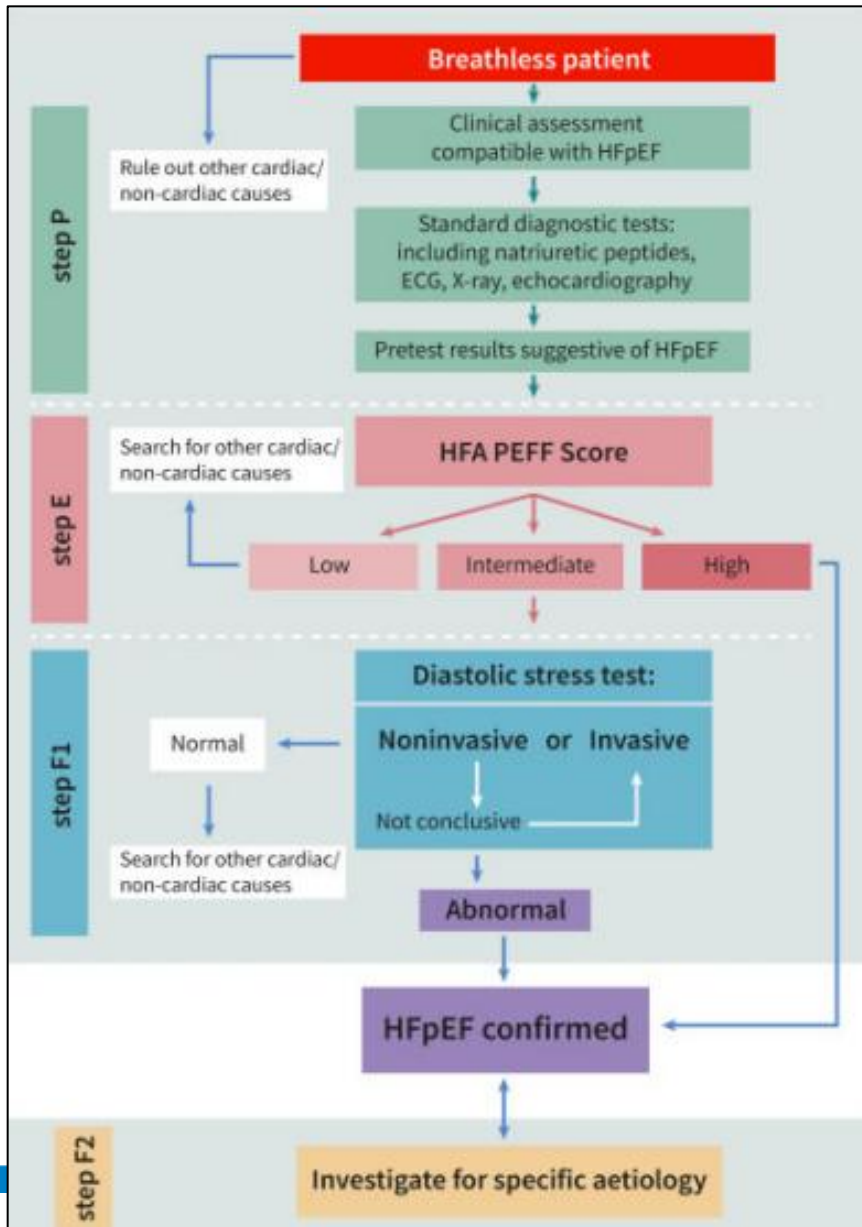 Breathless patient
step P
Rule out other cardiac/
non-cardiac causes
Clinical assessment
compatible with HFpEF
Standard diagnostic tests:
including natriuretic peptides,
ECG, X-ray, echocardiography
Pretest results suggestive of HFpEF
step E
Search for other cardiac/
non-cardiac causes
HFA PEFF Score
Low
Intermediate
High
step F1
Diastolic stress test:
Normal
Noninvasive or Invasive
Not conclusive
Search for other cardiac/
non-cardiac causes
Abnormal
HFpEF confirmed
step F2
Investigate for specific aetiology